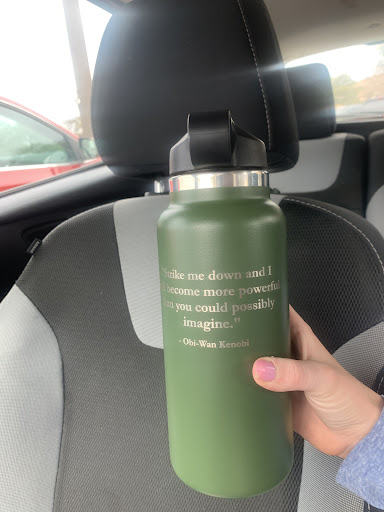 "Strike me down and I
become more powerful
you could possibly
imagine."
- Obi-Wan Kenobi